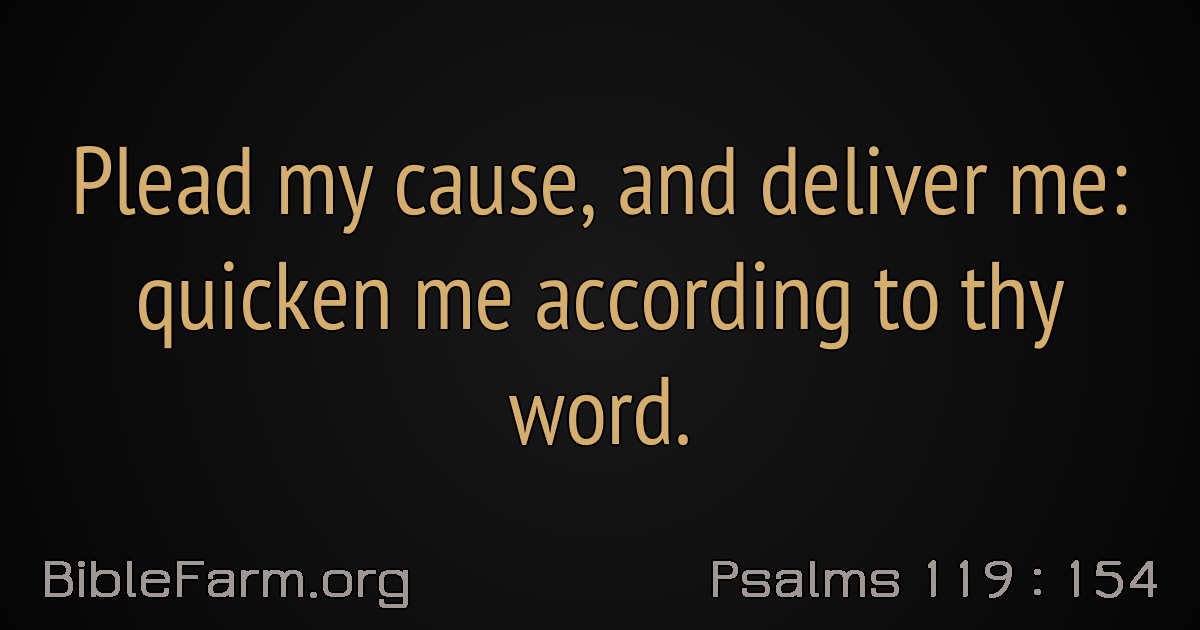 Plead my cause, and deliver me:
quicken me according to thy
word.
BibleFarm.org
Psalms 119 : 154